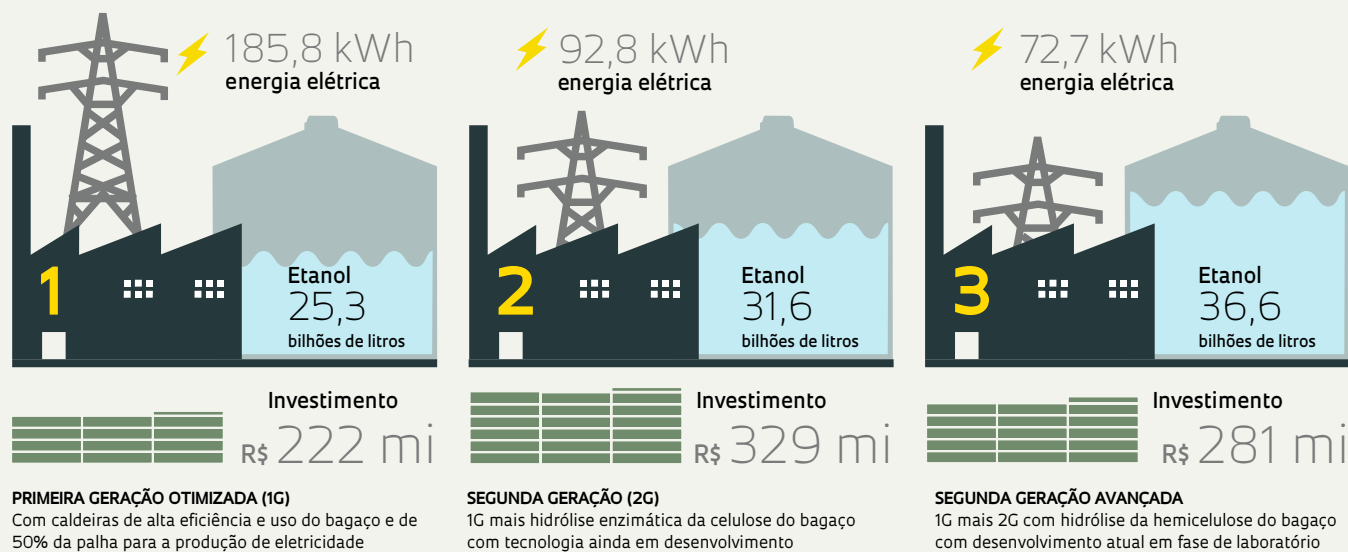 185,8 kWh
energia elétrica
1
Etanol
25,3
bilhões de litros
Investimento
R$ 222 mi
PRIMEIRA GERAÇÃO OTIMIZADA (1G)
Com caldeiras de alta eficiência e uso do bagaço e de
50% da palha para a produção de eletricidade
92,8 kWh
energia elétrica
2
Etanol
31,6
bilhões de litros
Investimento
R$ 329 mi
SEGUNDA GERAÇÃO (2G)
1G mais hidrólise enzimática da celulose do bagaço
com tecnologia ainda em desenvolvimento
72,7 kWh
energia elétrica
3
Etanol
36,6
bilhões de litros
Investimento
R$ 281 mi
SEGUNDA GERAÇÃO AVANÇADA
1G mais 2G com hidrólise da hemicelulose do bagaço
com desenvolvimento atual em fase de laboratório